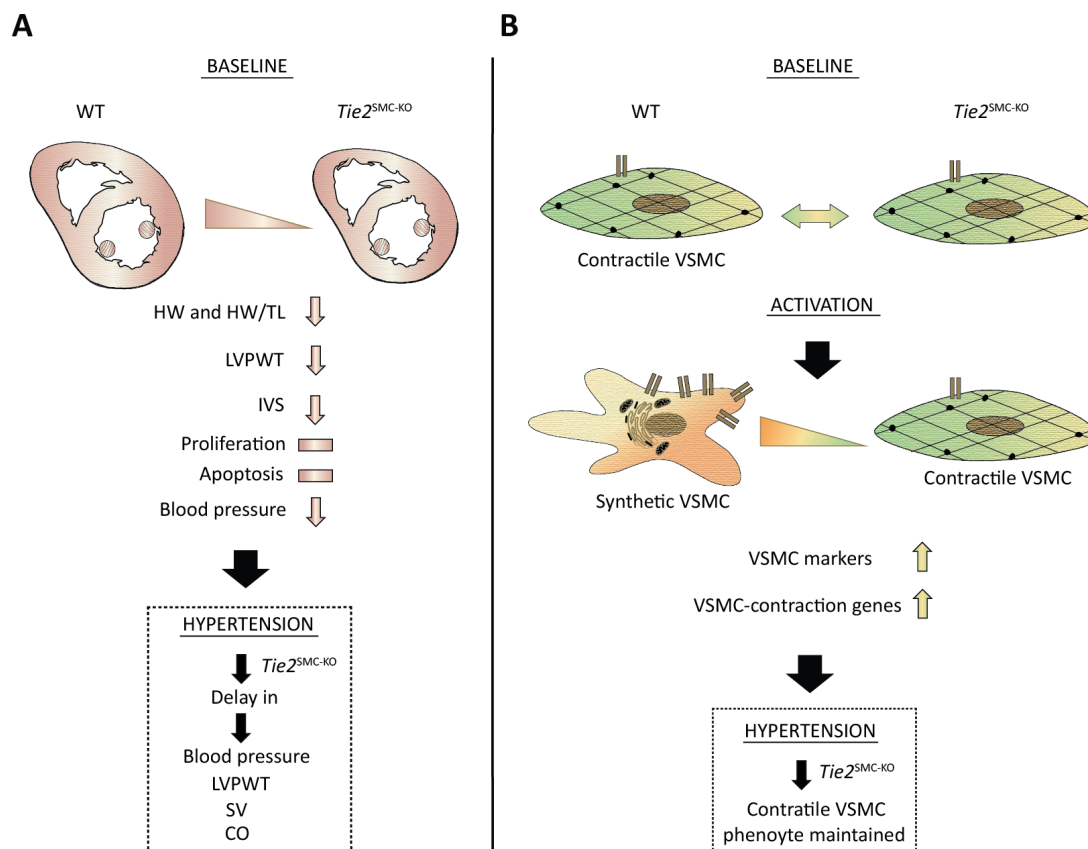 A
BASELINE
WT
Tie2SMC-KO
HW and HW/TL
LVPWT
IVS
Proliferation
Apoptosis
Blood pressure
HYPERTENSION
Tie2SMC-KO
Delay in
Blood pressure
LVPWT
SV
CO
B
BASELINE
WT
Tie2SMC-KO
Contractile VSMC
ACTIVATION
Synthetic VSMC
Contractile VSMC
VSMC markers
VSMC-contraction genes
HYPERTENSION
Tie2SMC-KO
Contratile VSMC
phenoyte maintained